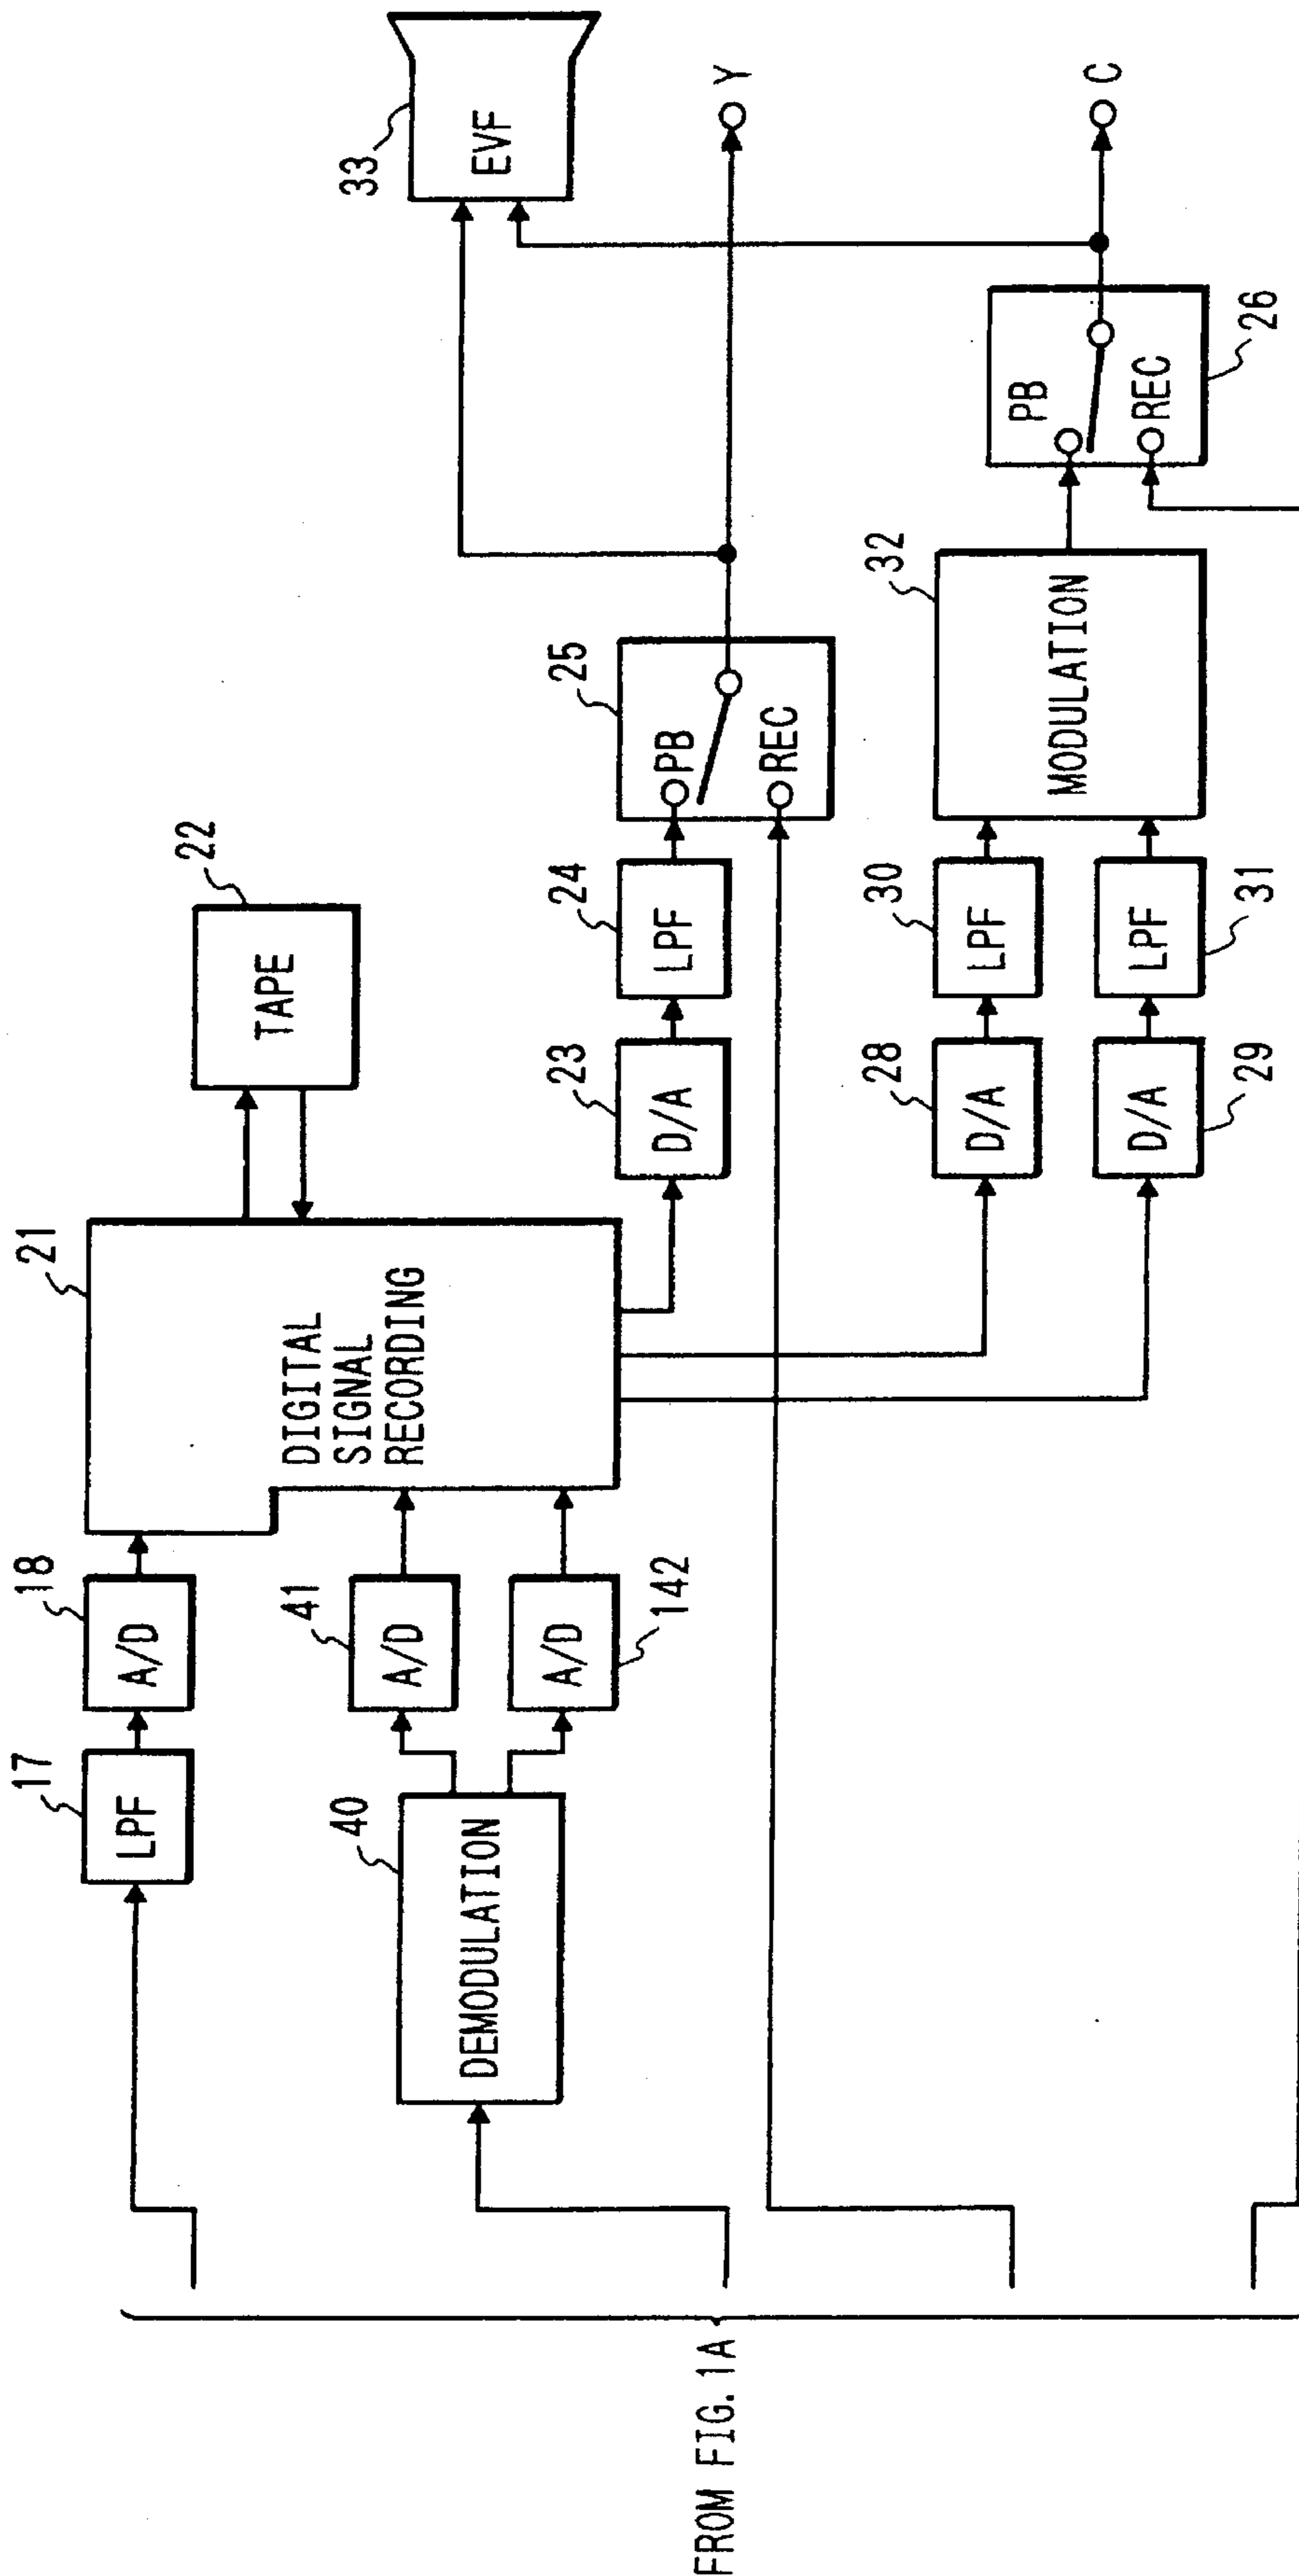 FROM FIG. 1A
17
LPF
18
A/D
40
DEMODULATION
41
A/D
A/D
142
21
DIGITAL
SIGNAL
RECORDING
22
TAPE
23
D/A
24
LPF
25
PB
REC
28
D/A
30
LPF
D/A
29
LPF
31
32
MODULATION
PB
REC
26
33
EVF
Y
C